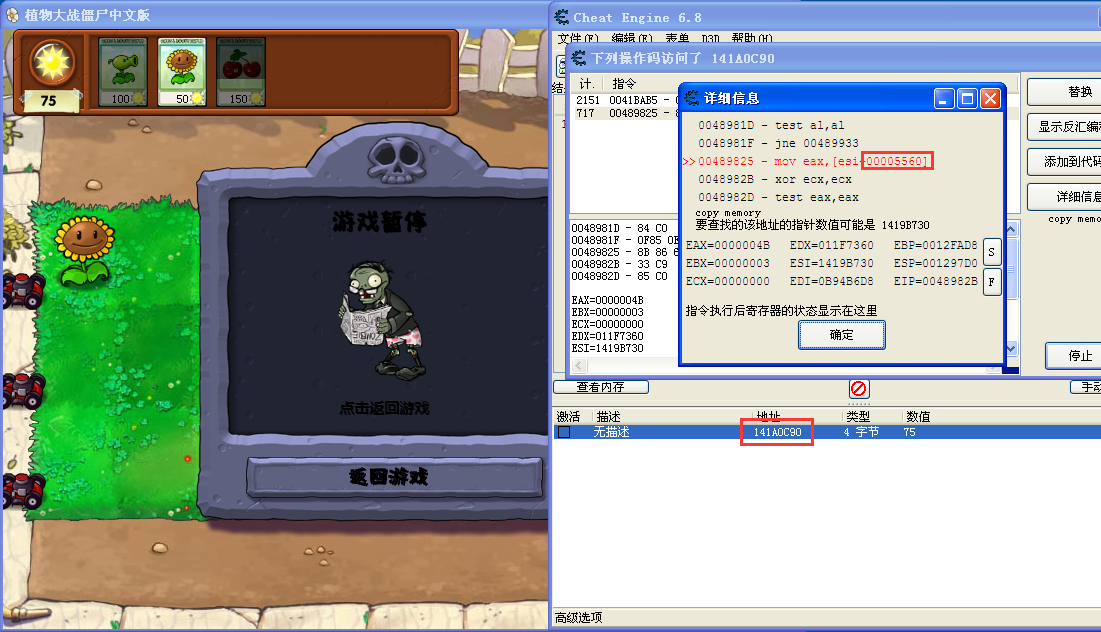 植物大战僵尸中文版
75
100
50
150
游戏暂停
点击返回游戏
返回游戏
Cheat Engine 6.8
文件(F) 编辑(E) 表单 D3D 帮助(H)
下列操作码访问了 141A0C90
计. 指令
2151 0041BAB5 -
717 00489825 - 8
替换
显示反汇编
添加到代码
详细信息
copy memo
停止
0048981D - 84 C0
0048981F - 0F85 0E
00489825 - 8B 86 6
0048982B - 33 C9
0048982D - 85 C0
EAX=0000004B
EBX=00000003
ECX=00000000
EDX=011F7360
ESI=1419B730
详细信息
0048981D - test al,al
0048981F - jne 00489933
>>00489825 - mov eax,[esi+00005560]
0048982B - xor ecx,ecx
0048982D - test eax,eax
copy memory
要查找的该地址的指针数值可能是 1419B730
EAX=0000004B EDX=011F7360 EBP=0012FAD8
EBX=00000003 ESI=1419B730 ESP=001297D0
ECX=00000000 EDI=0B94B6D8 EIP=0048982B
S
F
指令执行后寄存器的状态显示在这里
确定
查看内存
手动
激活 描述 地址 类型 数值
无描述 141A0C90 4 字节 75
高级选项